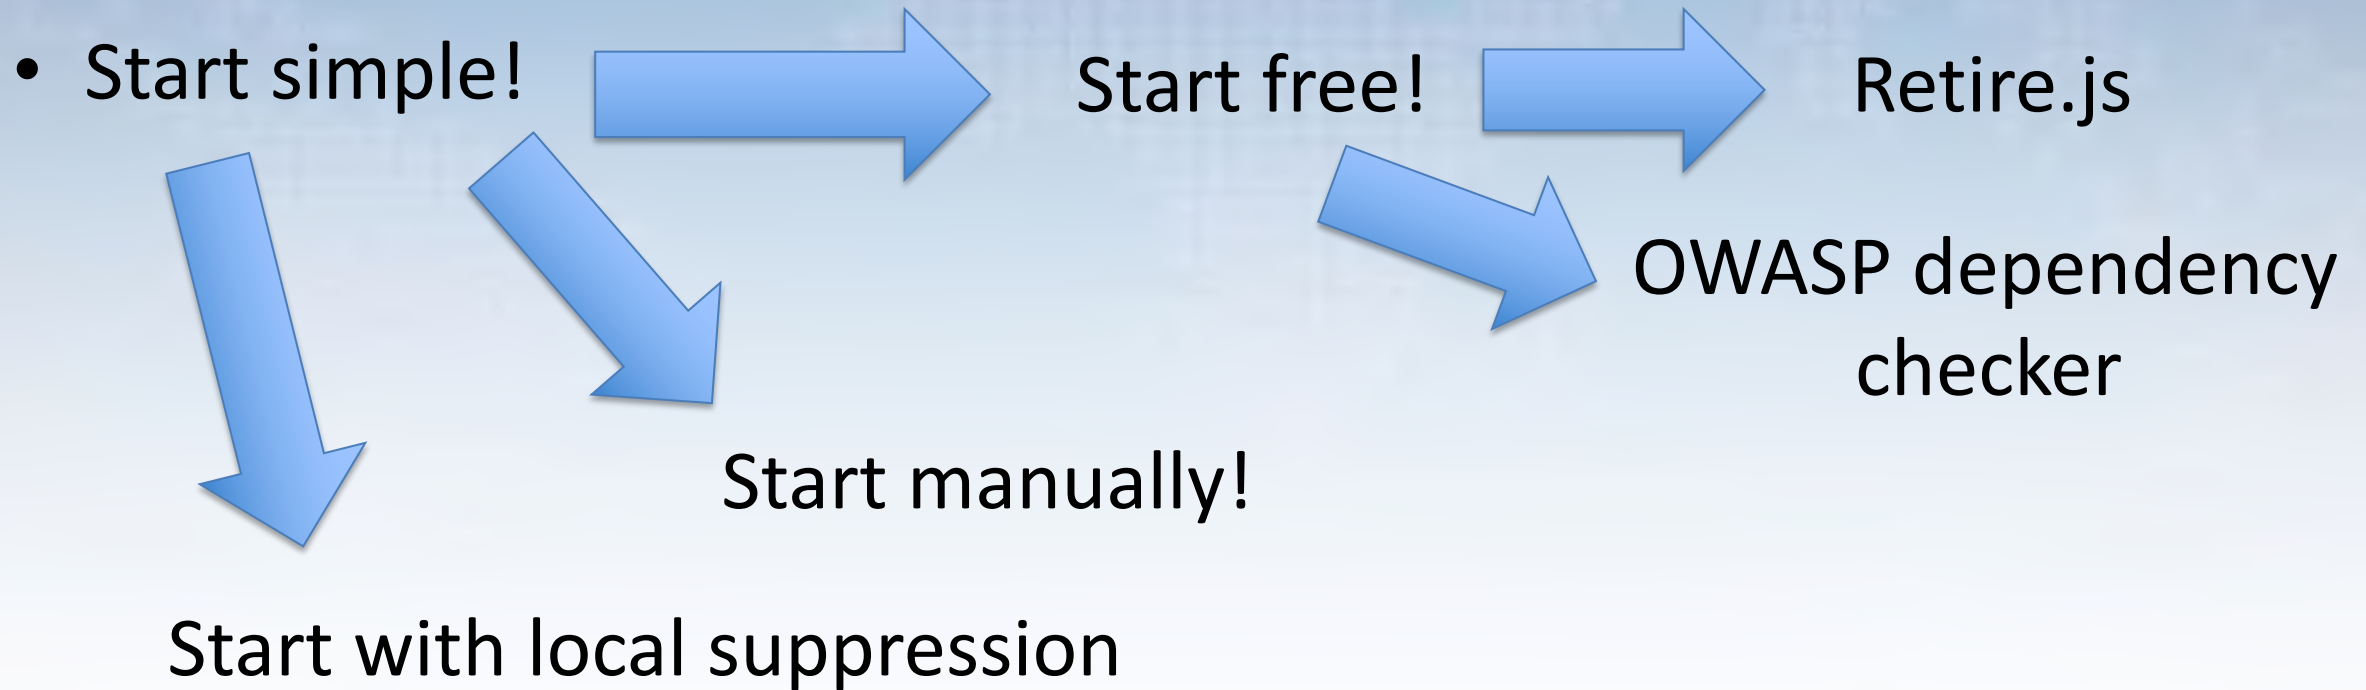 • Start simple!
Start free!
Retire.js
OWASP dependency
checker
Start manually!
Start with local suppression